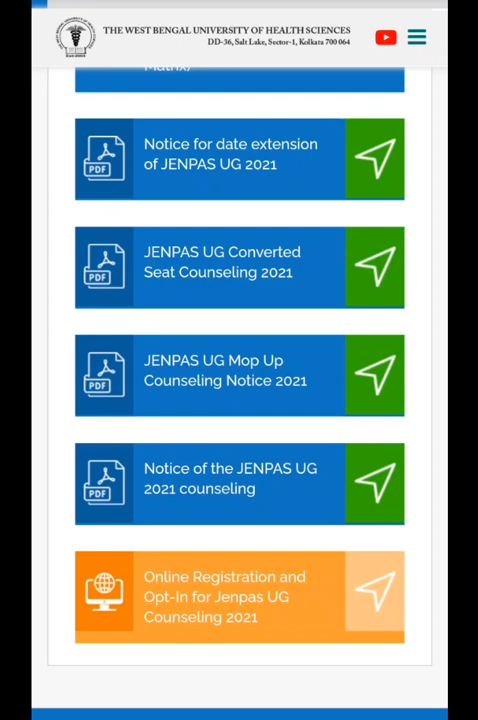 THE WEST BENGAL UNIVERSITY OF HEALTH SCIENCES
DD-36, Salt Lake, Sector-1, Kolkata 700 064
Matrix)
Notice for date extension
of JENPAS UG 2021
PDF
JENPAS UG Converted
Seat Counseling 2021
PDF
JENPAS UG Mop Up
Counseling Notice 2021
PDF
Notice of the JENPAS UG
2021 counseling
PDF
Online Registration and
Opt-In for Jenpas UG
Counseling 2021